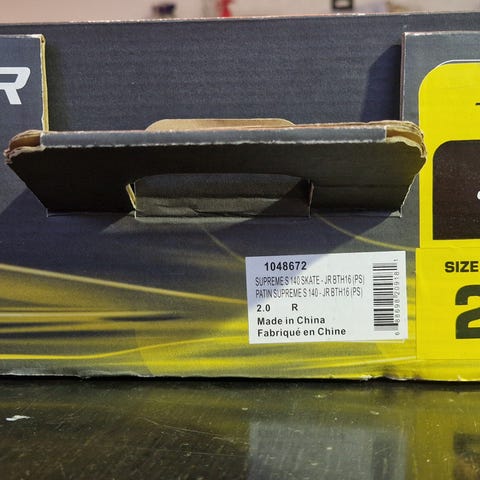 R
1048672
SUPREME S 140 SKATE - JR BTH16 (PS)
PATIN SUPREME S 140 - JR BTH16 (PS)
2.0 R
Made in China
Fabriqué en Chine
SIZE
2